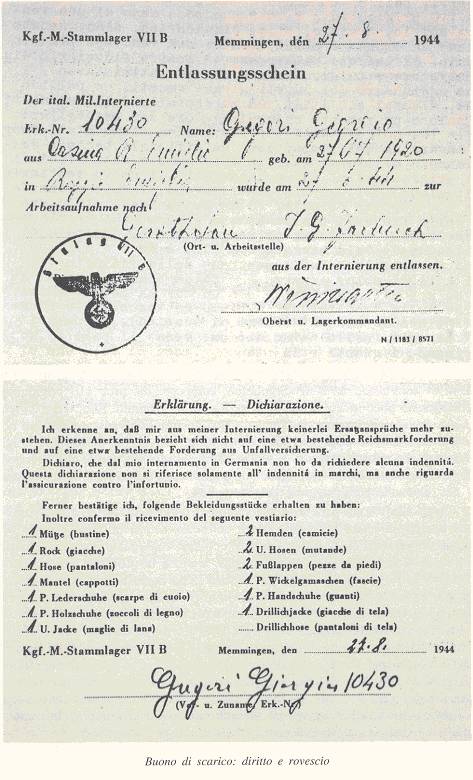 Kgf.-M.-Stammlager VII B Memmingen, den 27. 8. 1944
Entlassungsschein
Der ital. Mil.Internierte
Erk.-Nr. 10430 Name: Gregori
aus geb. am 1920
in Reggio Emilia wurde am 27 zur
Arbeitsaufnahme nach
Gersthofen I. G.
(Ort- u. Arbeitsstelle)
Stalag VII B
aus der Internierung entlassen.
Oberst u. Lagerkommandant.
N / 1183 / 8571
Erklärung. — Dichiarazione.
Ich erkenne an, daß mir aus meiner Internierung keinerlei Ersatzansprüche mehr zu-
stehen. Dieses Anerkenntnis bezieht sich nicht auf eine etwa bestehende Reichsmarkforderung
und auf eine etwa bestehende Forderung aus Unfallversicherung.
Dichiaro, che dal mio internamento in Germania non ho da richiedere alcuna indennitá.
Questa dichiarazione non si riferisce solamente all' indennitá in marchi, ma anche riguarda
l'assicurazione contro l'infortunio.
Ferner bestätige ich, folgende Bekleidungsstücke erhalten zu haben:
Inoltre confermo il ricevimento del seguente vestiario:
1 Mütze (bustine) 2 Hemden (camicie)
1 Rock (giacche) 2 U. Hosen (mutande)
1 Hose (pantaloni) 2 Fußlappen (pezze da piedi)
1 Mantel (cappotti) 1 P. Wickelgamaschen (fascie)
1 P. Lederschuhe (scarpe di cuoio) 1 P. Handschuhe (guanti)
1 P. Holzschuhe (zoccoli di legno) 1 Drillichjacke (giacche di tela)
1 U. Jacke (maglie di lana) Drillichhose (pantaloni di tela)
Kgf.-M.-Stammlager VII B Memmingen, den 27.8. 1944
10430
(Vor- u. Zuname, Erk.-Nr.)
Buono di scarico: diritto e rovescio